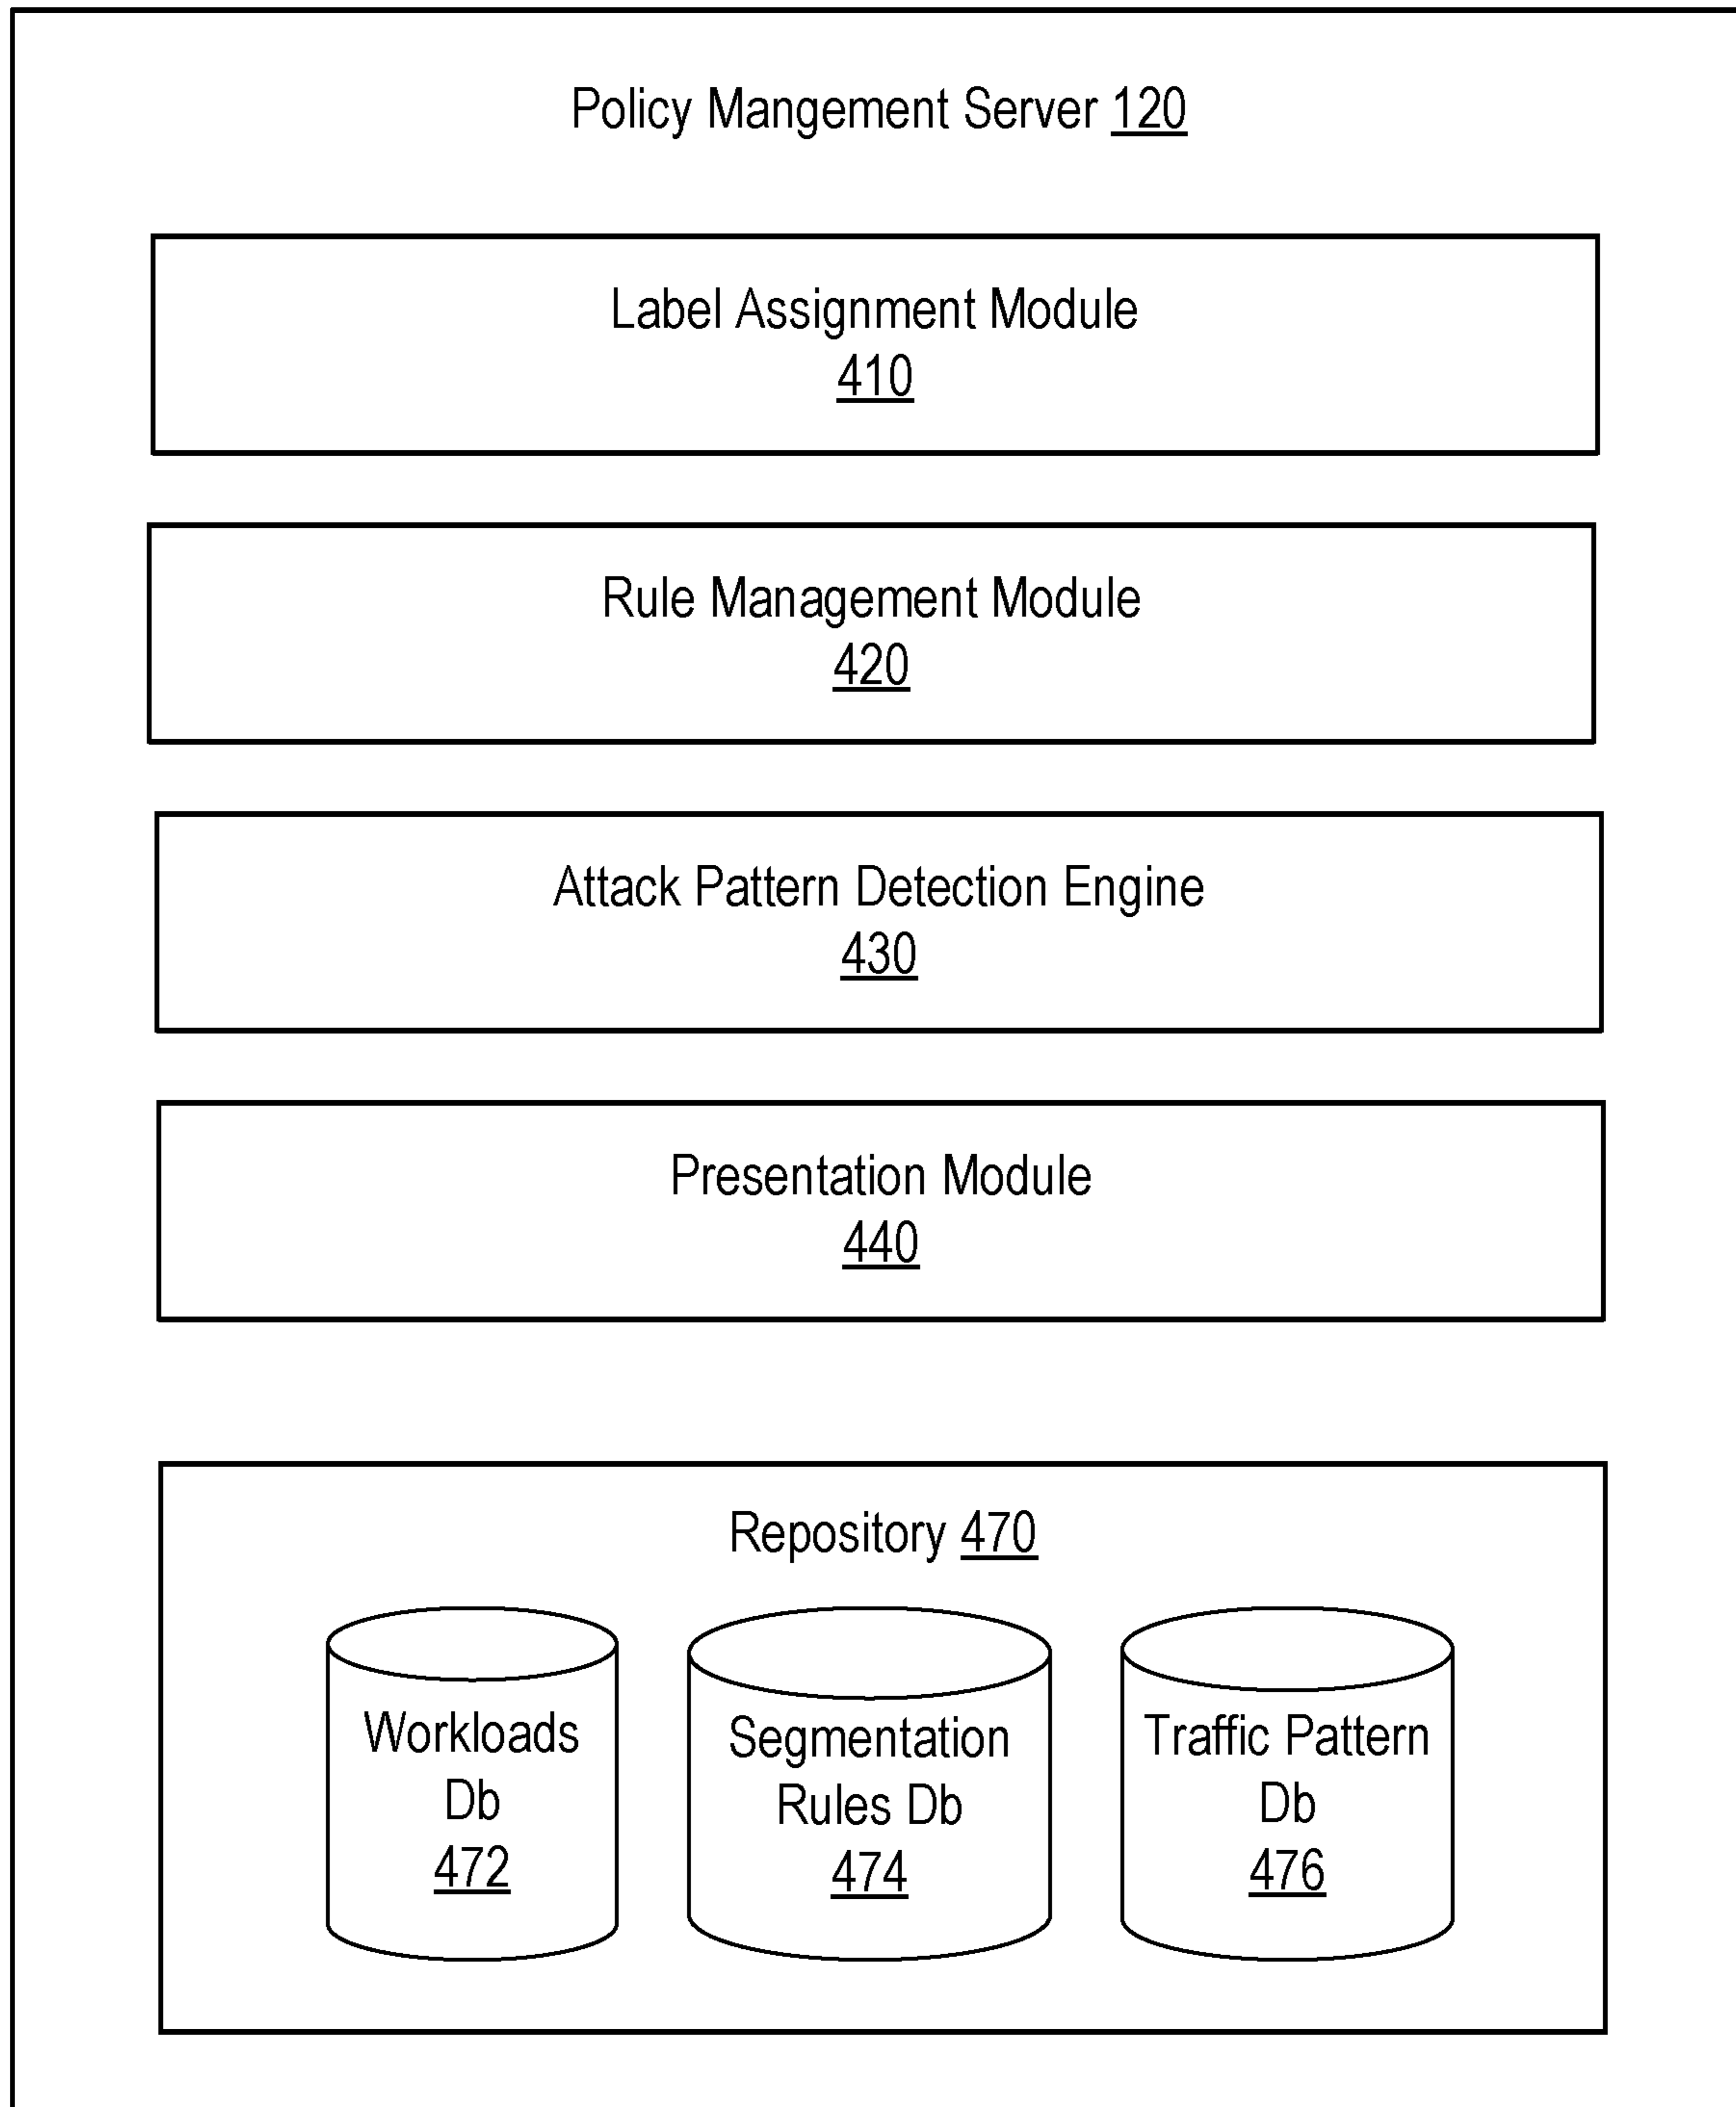 Policy Mangement Server 120
Label Assignment Module
410
Rule Management Module
420
Attack Pattern Detection Engine
430
Presentation Module
440
Repository 470
Workloads
Db
472
Segmentation
Rules Db
474
Traffic Pattern
Db
476